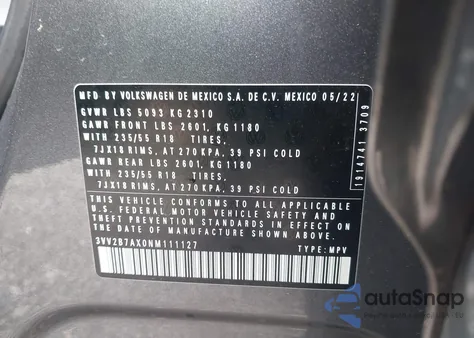 MFD BY VOLKSWAGEN DE MEXICO S.A. DE C.V. MEXICO 05/22
GVWR LBS 5093 KG 2310
GAWR FRONT LBS 2601, KG 1180
WITH 235/55 R18 TIRES,
7JX18 RIMS, AT 270 KPA, 39 PSI COLD
GAWR REAR LBS 2601, KG 1180
WITH 235/55 R18 TIRES,
7JX18 RIMS, AT 270 KPA, 39 PSI COLD
THIS VEHICLE CONFORMS TO ALL APPLICABLE
U.S. FEDERAL MOTOR VEHICLE SAFETY AND
THEFT PREVENTION STANDARDS IN EFFECT ON THE
DATE OF MANUFACTURE SHOWN ABOVE.
3VV2B7AX0NM111127 TYPE: MPV
1914741 3709
autoSnap